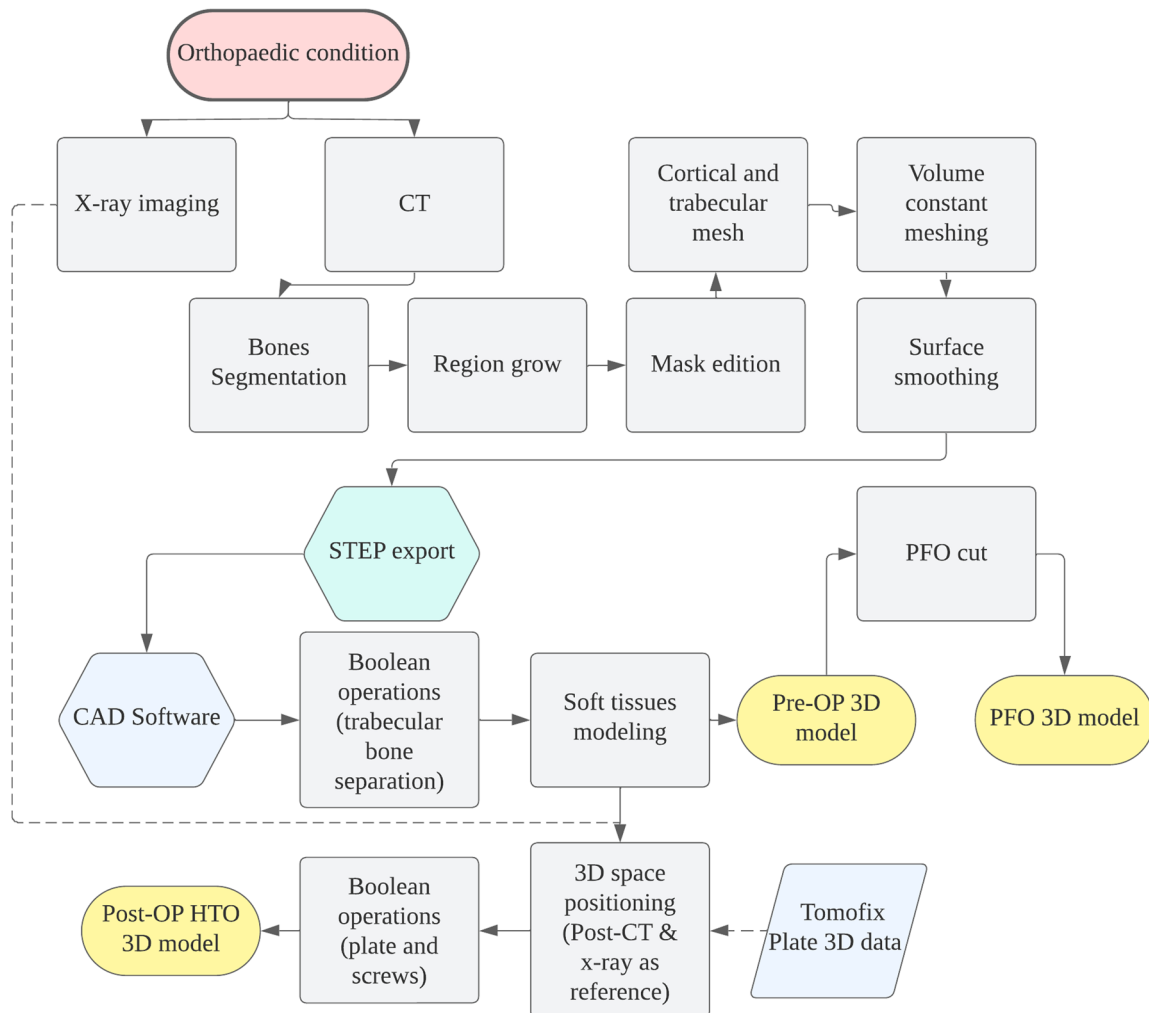 Orthopaedic condition
X-ray imaging
CT
Cortical and
trabecular
mesh
Volume
constant
meshing
Bones
Segmentation
Region grow
Mask edition
Surface
smoothing
STEP export
PFO cut
CAD Software
Boolean
operations
(trabecular
bone
separation)
Soft tissues
modeling
Pre-OP 3D
model
PFO 3D model
Post-OP HTO
3D model
Boolean
operations
(plate and
screws)
3D space
positioning
(Post-CT &
x-ray as
reference)
Tomofix
Plate 3D data